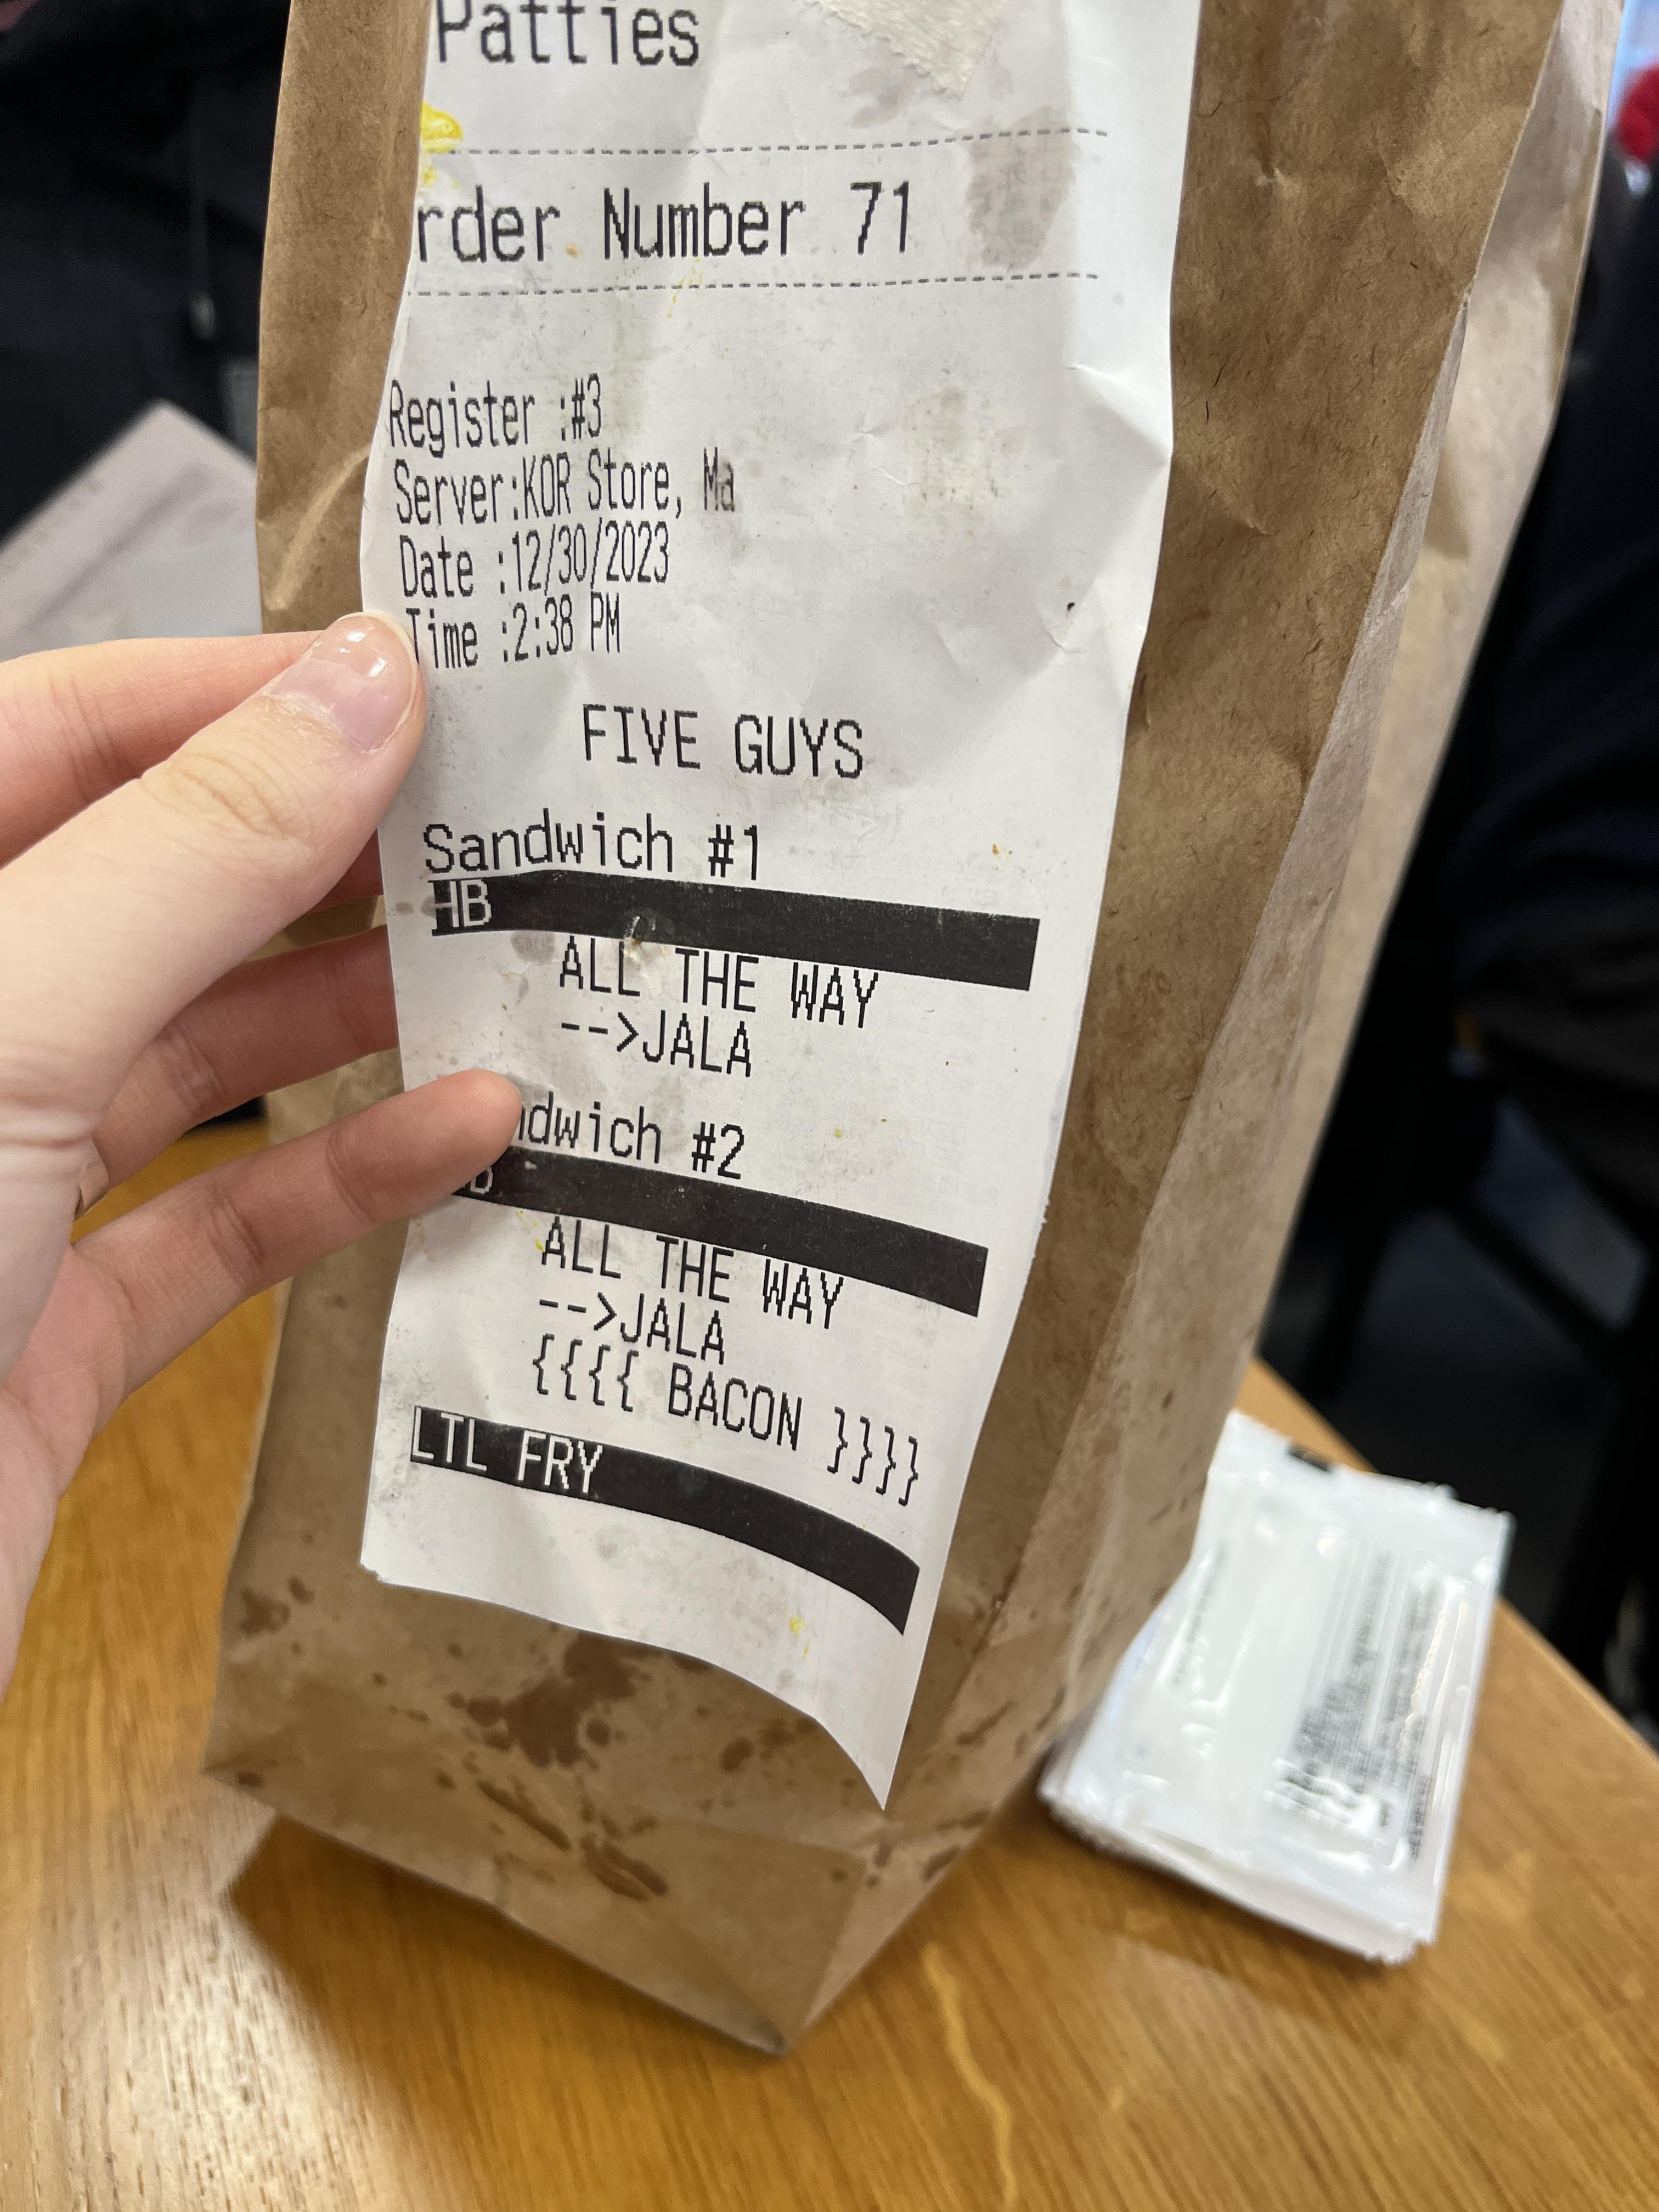 Patties
rder Number 71
Register :#3
Server:KOR Store, Ma
Date :12/30/2023
Time :2:38 PM
FIVE GUYS
Sandwich #1
HB
ALL THE WAY
-->JALA
ndwich #2
B
ALL THE WAY
-->JALA
{{{{ BACON }}}}
LTL FRY